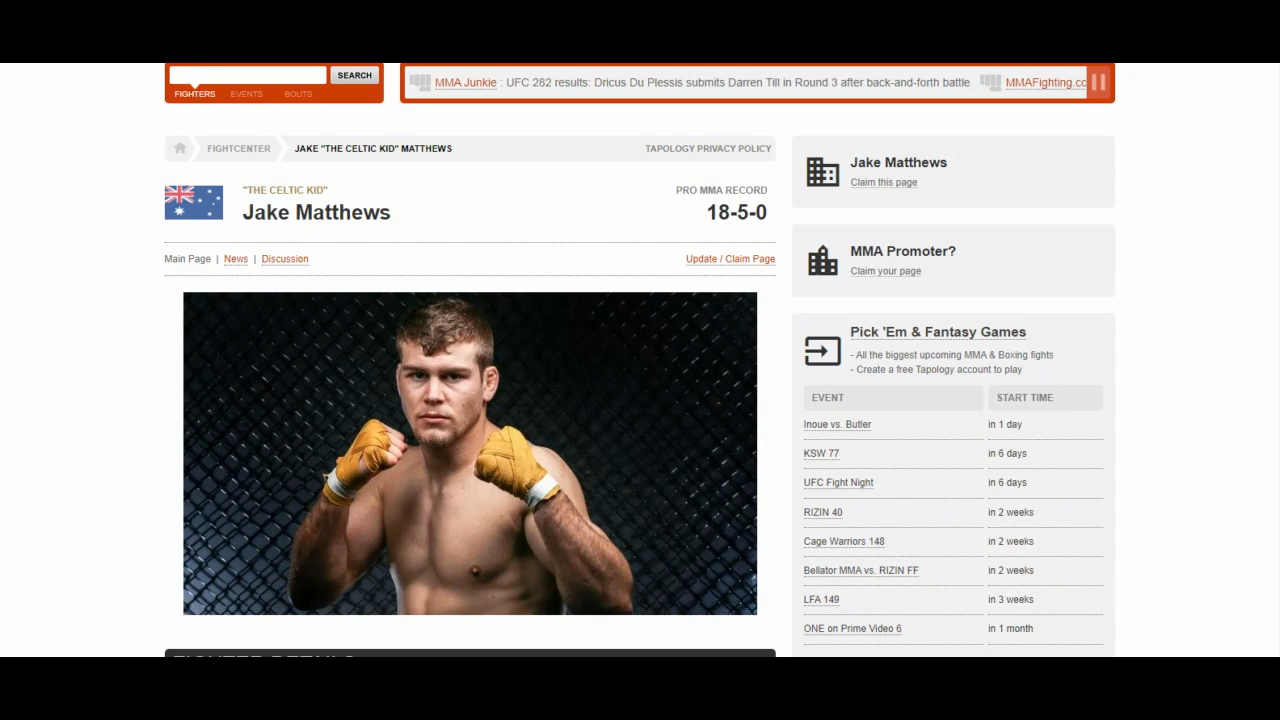 SEARCH
FIGHTERS EVENTS BOUTS
MMA Junkie : UFC 282 results: Dricus Du Plessis submits Darren Till in Round 3 after back-and-forth battle MMAFighting.co
FIGHTCENTER JAKE "THE CELTIC KID" MATTHEWS TAPOLOGY PRIVACY POLICY
"THE CELTIC KID" PRO MMA RECORD
Jake Matthews 18-5-0
Main Page | News | Discussion Update / Claim Page
Jake Matthews
Claim this page
MMA Promoter?
Claim your page
Pick 'Em & Fantasy Games
- All the biggest upcoming MMA & Boxing fights
- Create a free Tapology account to play
EVENT START TIME
Inoue vs. Butler in 1 day
KSW 77 in 6 days
UFC Fight Night in 6 days
RIZIN 40 in 2 weeks
Cage Warriors 148 in 2 weeks
Bellator MMA vs. RIZIN FF in 2 weeks
LFA 149 in 3 weeks
ONE on Prime Video 6 in 1 month